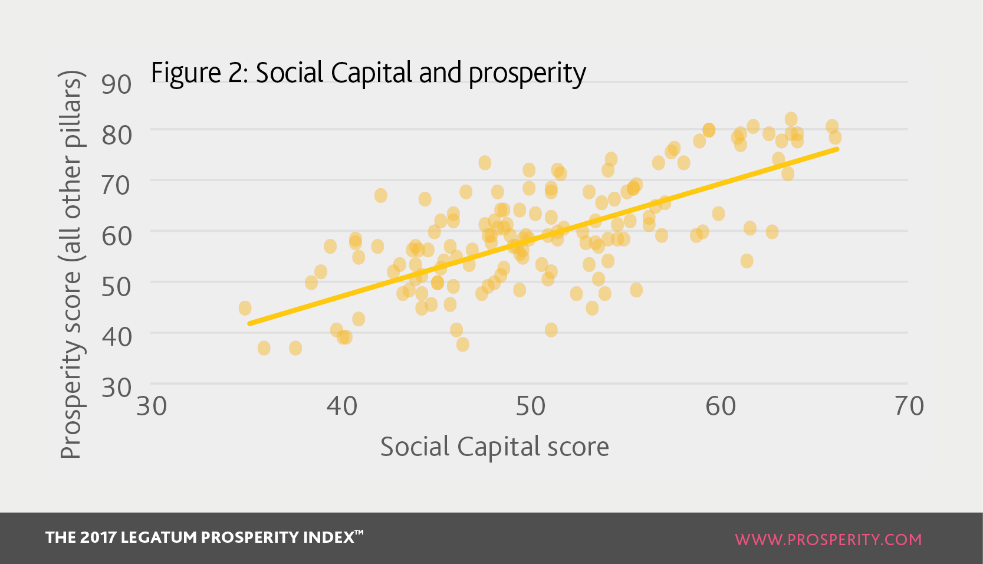 Figure 2: Social Capital and prosperity
Prosperity score (all other pillars)
90
80
70
60
50
40
30
30 40 50 60 70
Social Capital score
THE 2017 LEGATUM PROSPERITY INDEX™
WWW.PROSPERITY.COM